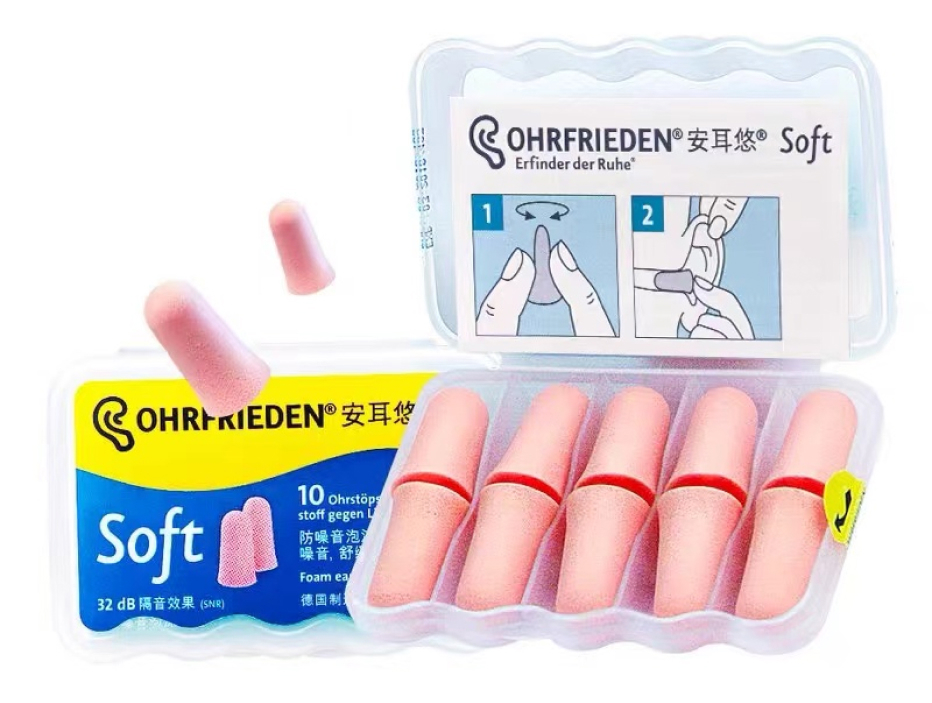 OHRFRIEDEN® 安耳悠® Soft
Erfinder der Ruhe®
1
2
OHRFRIEDEN® 安耳悠
Soft
10 Ohrstöps
stoff gegen L
防噪音泡
噪音, 舒
Foam ea
32 dB 隔音效果 (SNR)
德国制